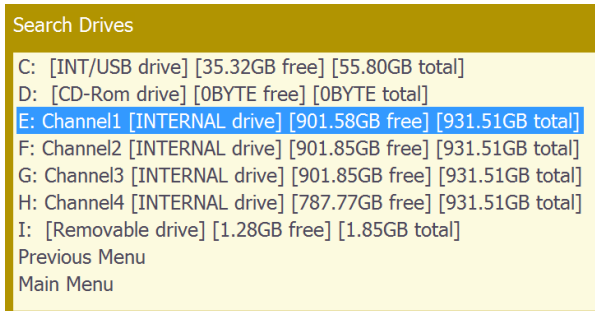 Search Drives
C:  [INT/USB drive] [35.32GB free] [55.80GB total]
D:  [CD-Rom drive] [0BYTE free] [0BYTE total]
E: Channel1 [INTERNAL drive] [901.58GB free] [931.51GB total]
F: Channel2 [INTERNAL drive] [901.85GB free] [931.51GB total]
G: Channel3 [INTERNAL drive] [901.85GB free] [931.51GB total]
H: Channel4 [INTERNAL drive] [787.77GB free] [931.51GB total]
I:  [Removable drive] [1.28GB free] [1.85GB total]
Previous Menu
Main Menu